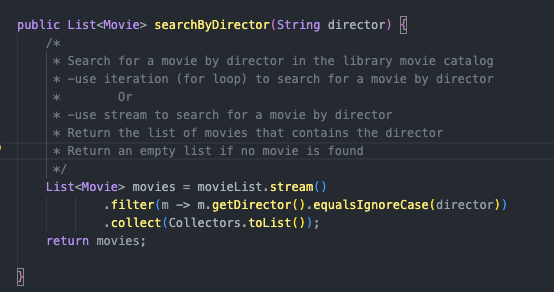 public List<Movie> searchByDirector(String director) {
/*
* Search for a movie by director in the library movie catalog
* -use iteration (for loop) to search for a movie by director
* Or
* -use stream to search for a movie by director
* Return the list of movies that contains the director
* Return an empty list if no movie is found
*/
List<Movie> movies = movieList.stream()
.filter(m -> m.getDirector().equalsIgnoreCase(director))
.collect(Collectors.toList());
return movies;
}